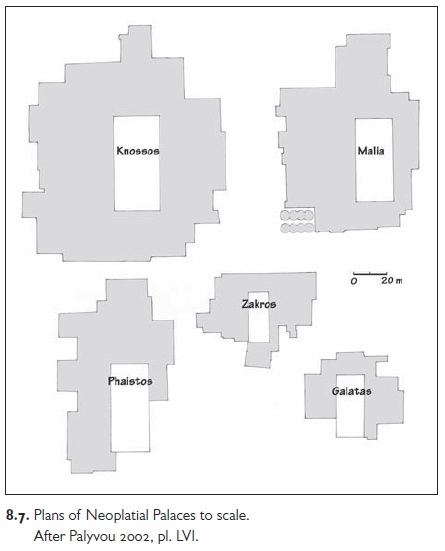 Knossos
Malia
Zakros
0 20 m
Phaistos
Galatas
8.7. Plans of Neoplatial Palaces to scale.
After Palyvou 2002, pl. LVI.